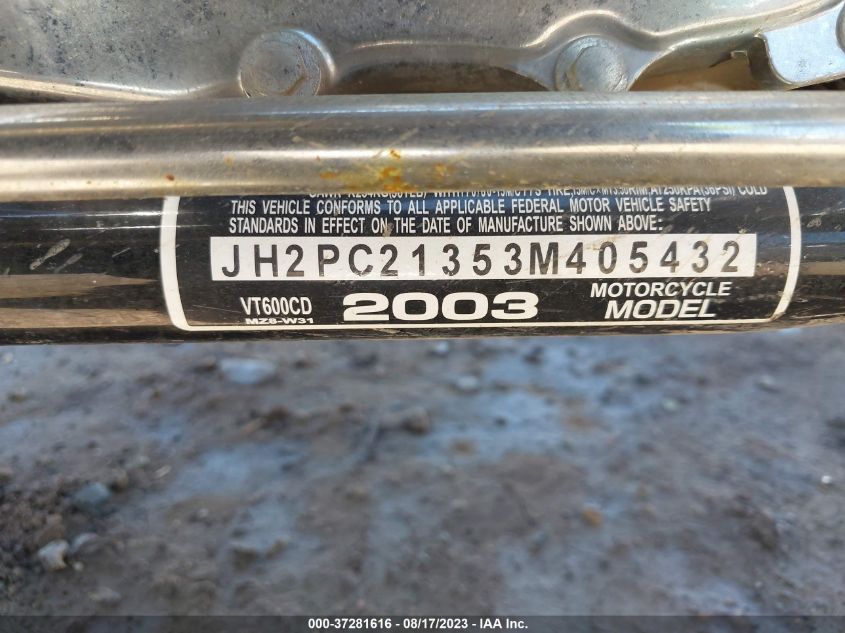 THIS VEHICLE CONFORMS TO ALL APPLICABLE FEDERAL MOTOR VEHICLE SAFETY
STANDARDS IN EFFECT ON THE DATE OF MANUFACTURE SHOWN ABOVE:
JH2PC21353M405432
VT600CD 2003 MOTORCYCLE
MZ8-W31 MODEL
000-37281616 - 08/17/2023 - IAA Inc.